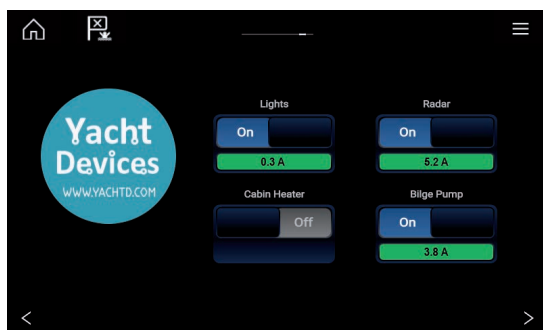 Yacht
Devices
WWW.YACHTD.COM
Lights
On
0.3 A
Radar
On
5.2 A
Cabin Heater
Off
Bilge Pump
On
3.8 A